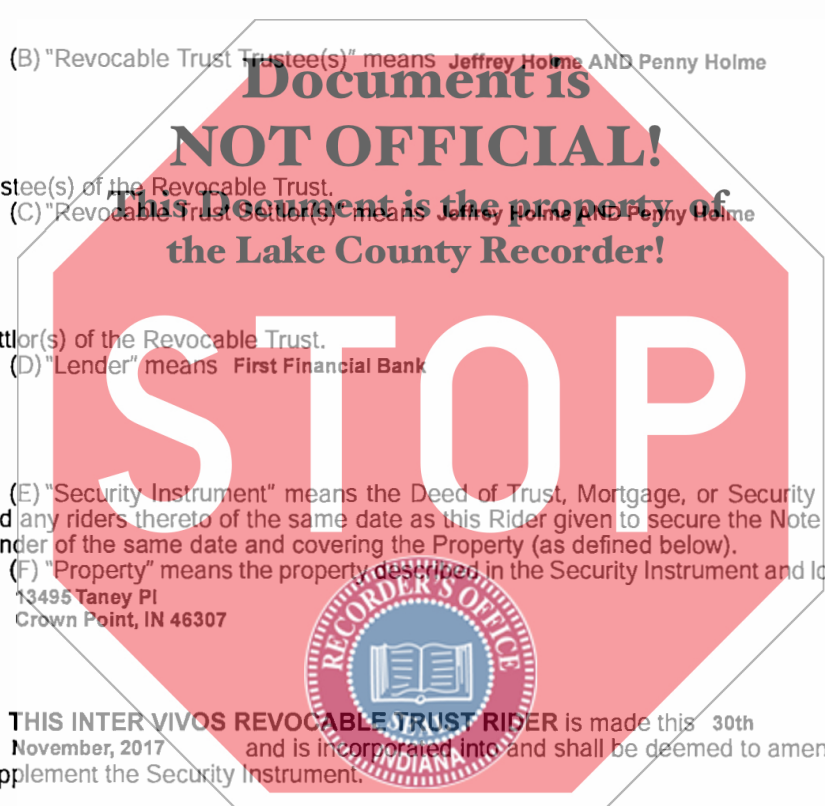 (B) "Revocable Trust Trustee(s)" means Jeffrey Holme AND Penny Holme
Document is
NOT OFFICIAL!
stee(s) of the Revocable Trust.
This Document is the property of
(C) "Revocable Trust Settlor(s)" means Jeffrey Holme AND Penny Holme
the Lake County Recorder!
ttlor(s) of the Revocable Trust.
(D) "Lender" means First Financial Bank
STOP
(E) "Security Instrument" means the Deed of Trust, Mortgage, or Security
d any riders thereto of the same date as this Rider given to secure the Note
nder of the same date and covering the Property (as defined below).
(F) "Property" means the property described in the Security Instrument and lo
13495 Taney Pl
Crown Point, IN 46307
RECORDER'S OFFICE
SEAL
INDIANA
THIS INTER VIVOS REVOCABLE TRUST RIDER is made this 30th
November, 2017 and is incorporated into and shall be deemed to amen
pplement the Security Instrument.